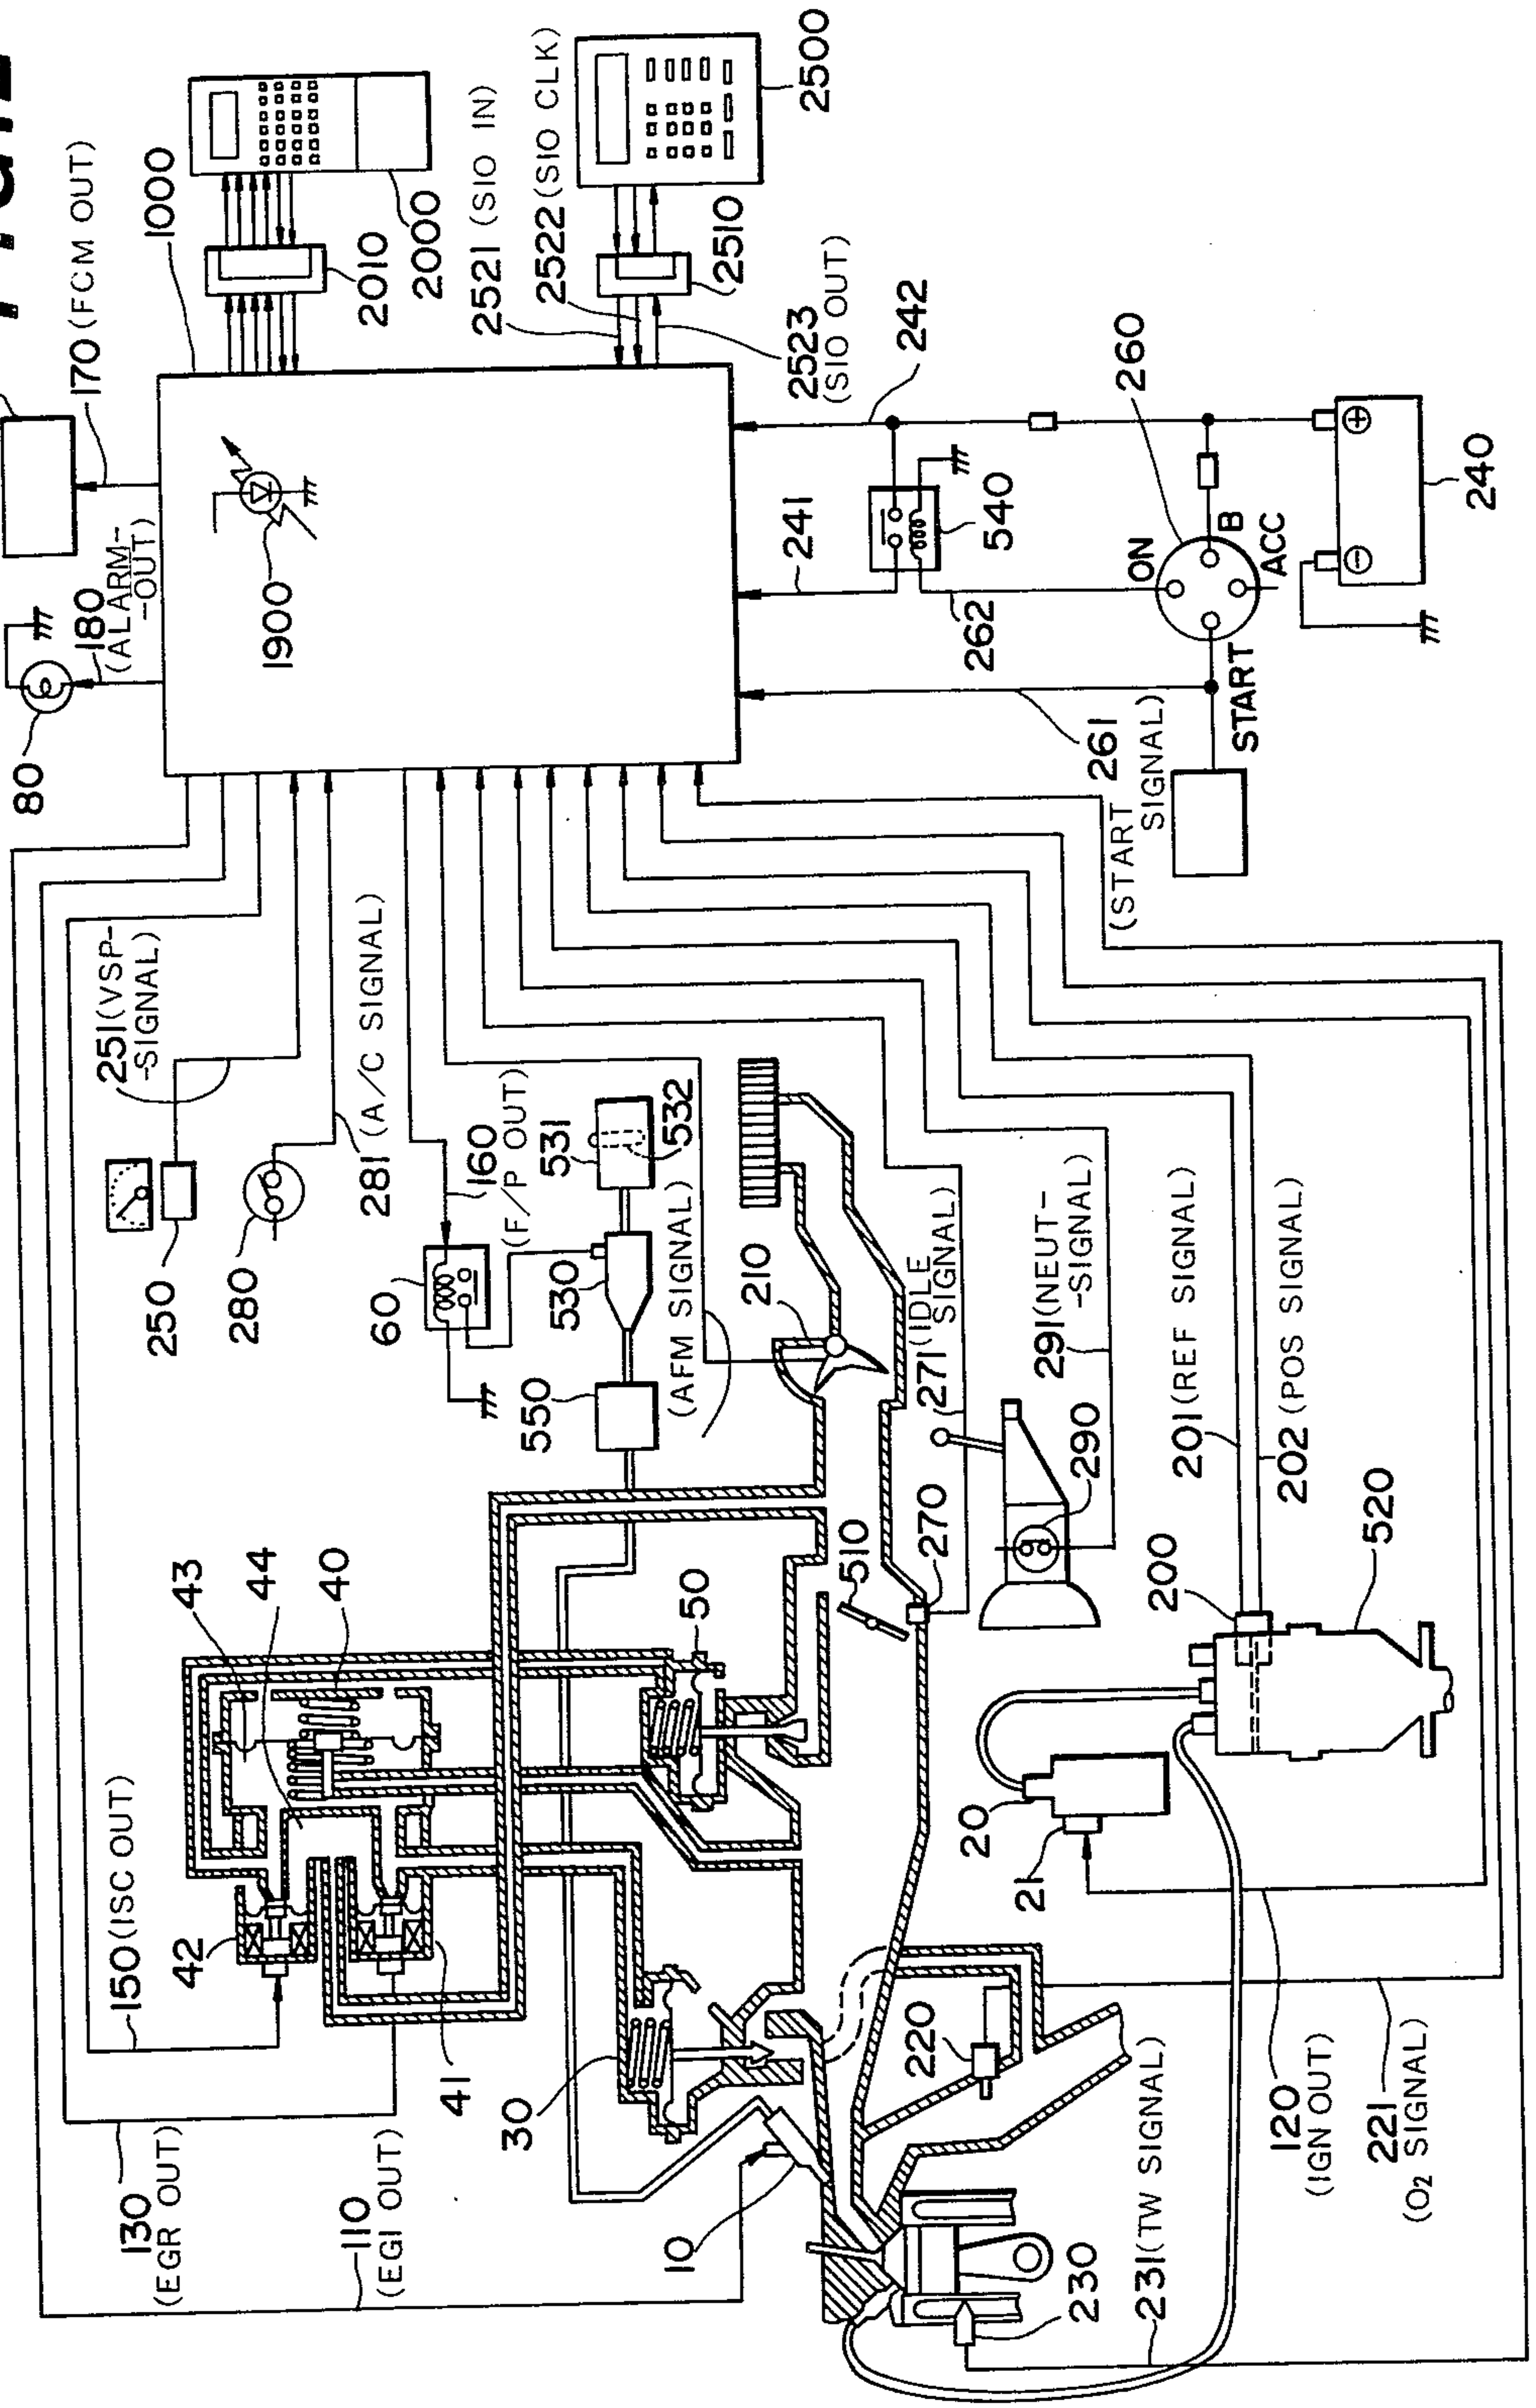 130
(EGR OUT)
110
(EGI OUT)
150 (ISC OUT)
42
41
43
44
40
30
10
50
251 (VSP-
-SIGNAL)
250
280
281 (A/C SIGNAL)
60
160
(F/P OUT)
530
531
532
550
(AFM SIGNAL)
210
510
270
271 (IDLE
SIGNAL)
290
291 (NEUT-
-SIGNAL)
200
201 (REF SIGNAL)
202 (POS SIGNAL)
520
20
21
220
230
231 (TW SIGNAL)
120
(IGN OUT)
221
(O2 SIGNAL)
80
180
(ALARM-
-OUT)
170 (FCM OUT)
1000
1900
2010
2000
2521 (SIO IN)
2522 (SIO CLK)
2523
(SIO OUT)
2510
2500
241
242
540
262
260
ON
B
ACC
START
261
(START
SIGNAL)
240